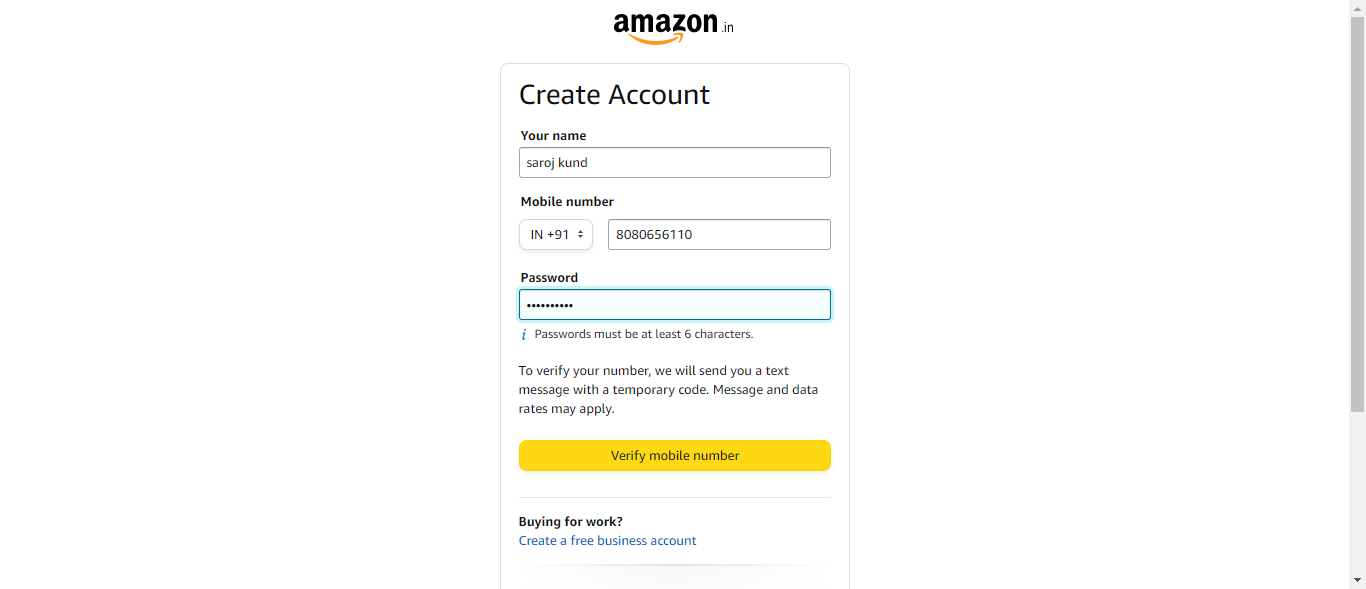 amazon.in
Create Account
Your name
saroj kund
Mobile number
IN +91 8080656110
Password
••••••••••
i Passwords must be at least 6 characters.
To verify your number, we will send you a text
message with a temporary code. Message and data
rates may apply.
Verify mobile number
Buying for work?
Create a free business account